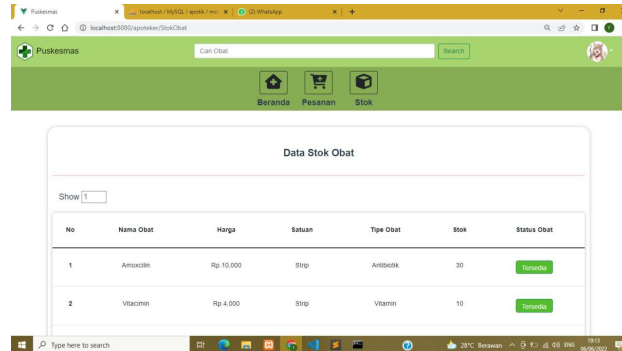 Puskesmas
localhost / MySQL / apotik / mo
(2) WhatsApp
localhost:8080/apoteker/StokObat
Puskesmas
Cari Obat
Search
Beranda Pesanan Stok
Data Stok Obat
Show 1
No Nama Obat Harga Satuan Tipe Obat Stok Status Obat
1 Amoxcilin Rp.10,000 Strip Antibiotik 30 Tersedia
2 Vitacimin Rp.4,000 Strip Vitamin 10 Tersedia
Type here to search
28°C Berawan
ENG
19:13
06/06/2022